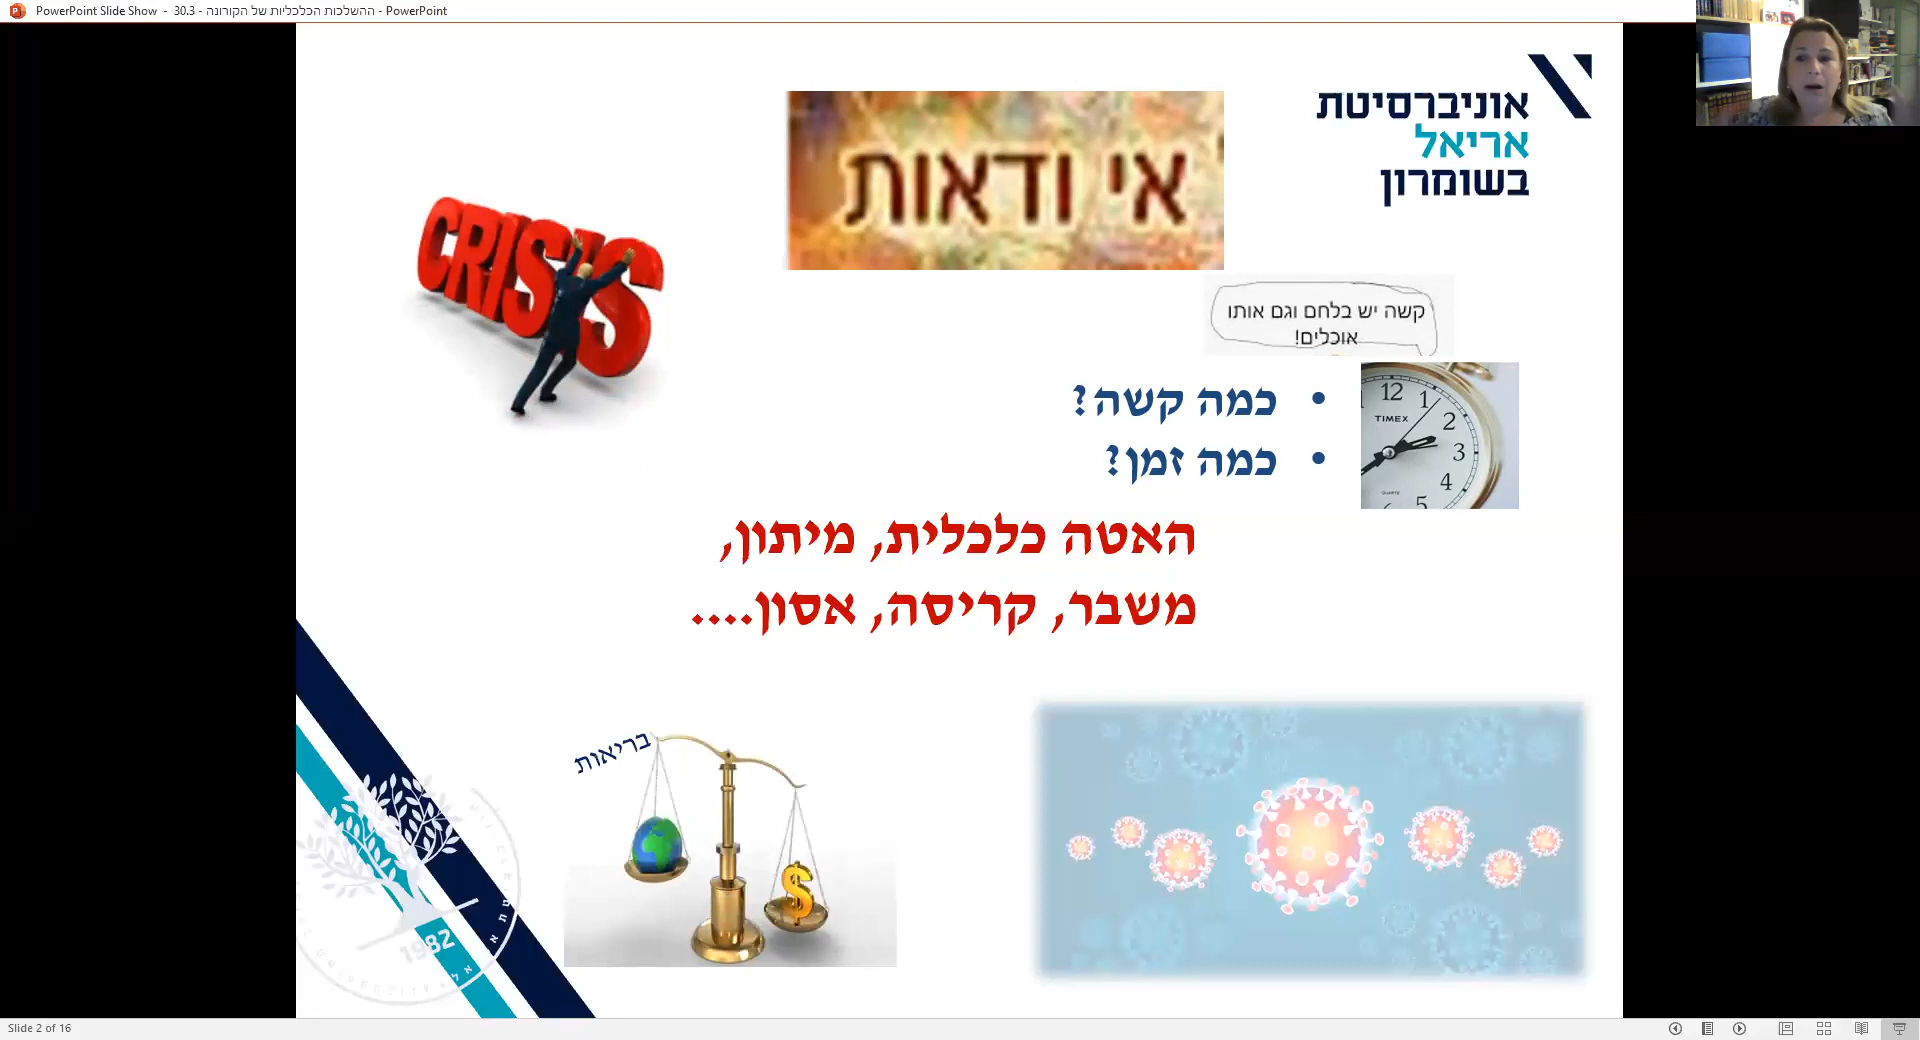 PowerPoint Slide Show - 30.3 - ההשלכות הכלכליות של הקורונה - PowerPoint
אוניברסיטת
אריאל
בשומרון
אי ודאות
CRISIS
קשה יש בלחם וגם אותו
אוכלים!
כמה קשה?
כמה זמן?
12
1
2
3
4
5
6
TIMEX
QUARTZ
האטה כלכלית, מיתון,
משבר, קריסה, אסון....
בריאות
$
1982
Slide 2 of 16